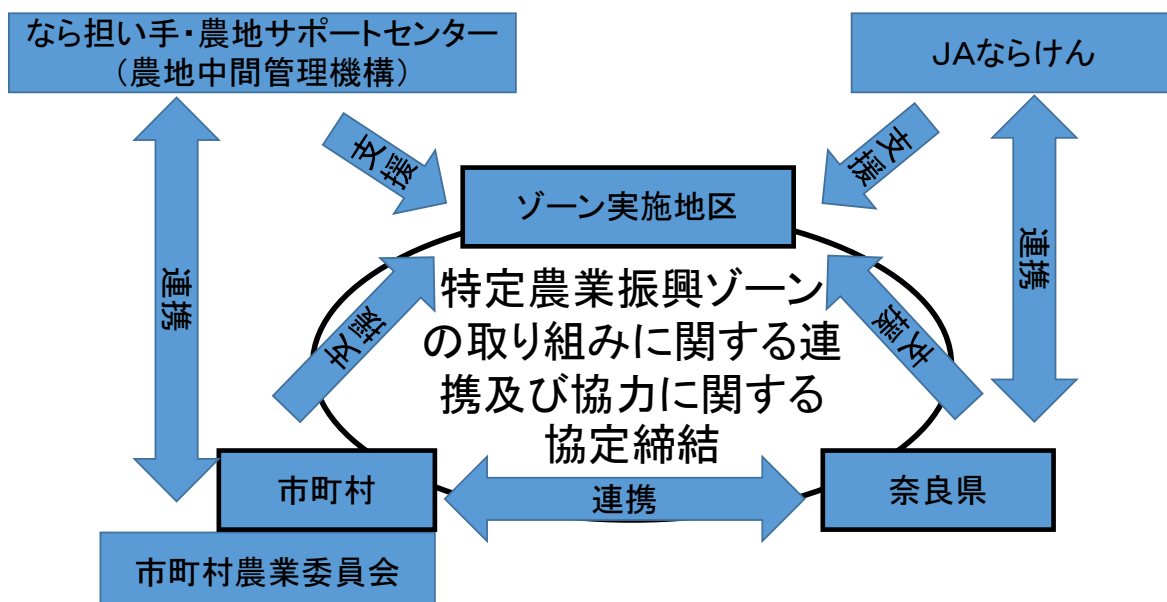 なら担い手・農地サポートセンター
（農地中間管理機構）
JAならけん
支援
支援
ゾーン実施地区
連携
連携
特定農業振興ゾーン
の取り組みに関する連
携及び協力に関する
協定締結
支援
支援
市町村
連携
奈良県
市町村農業委員会